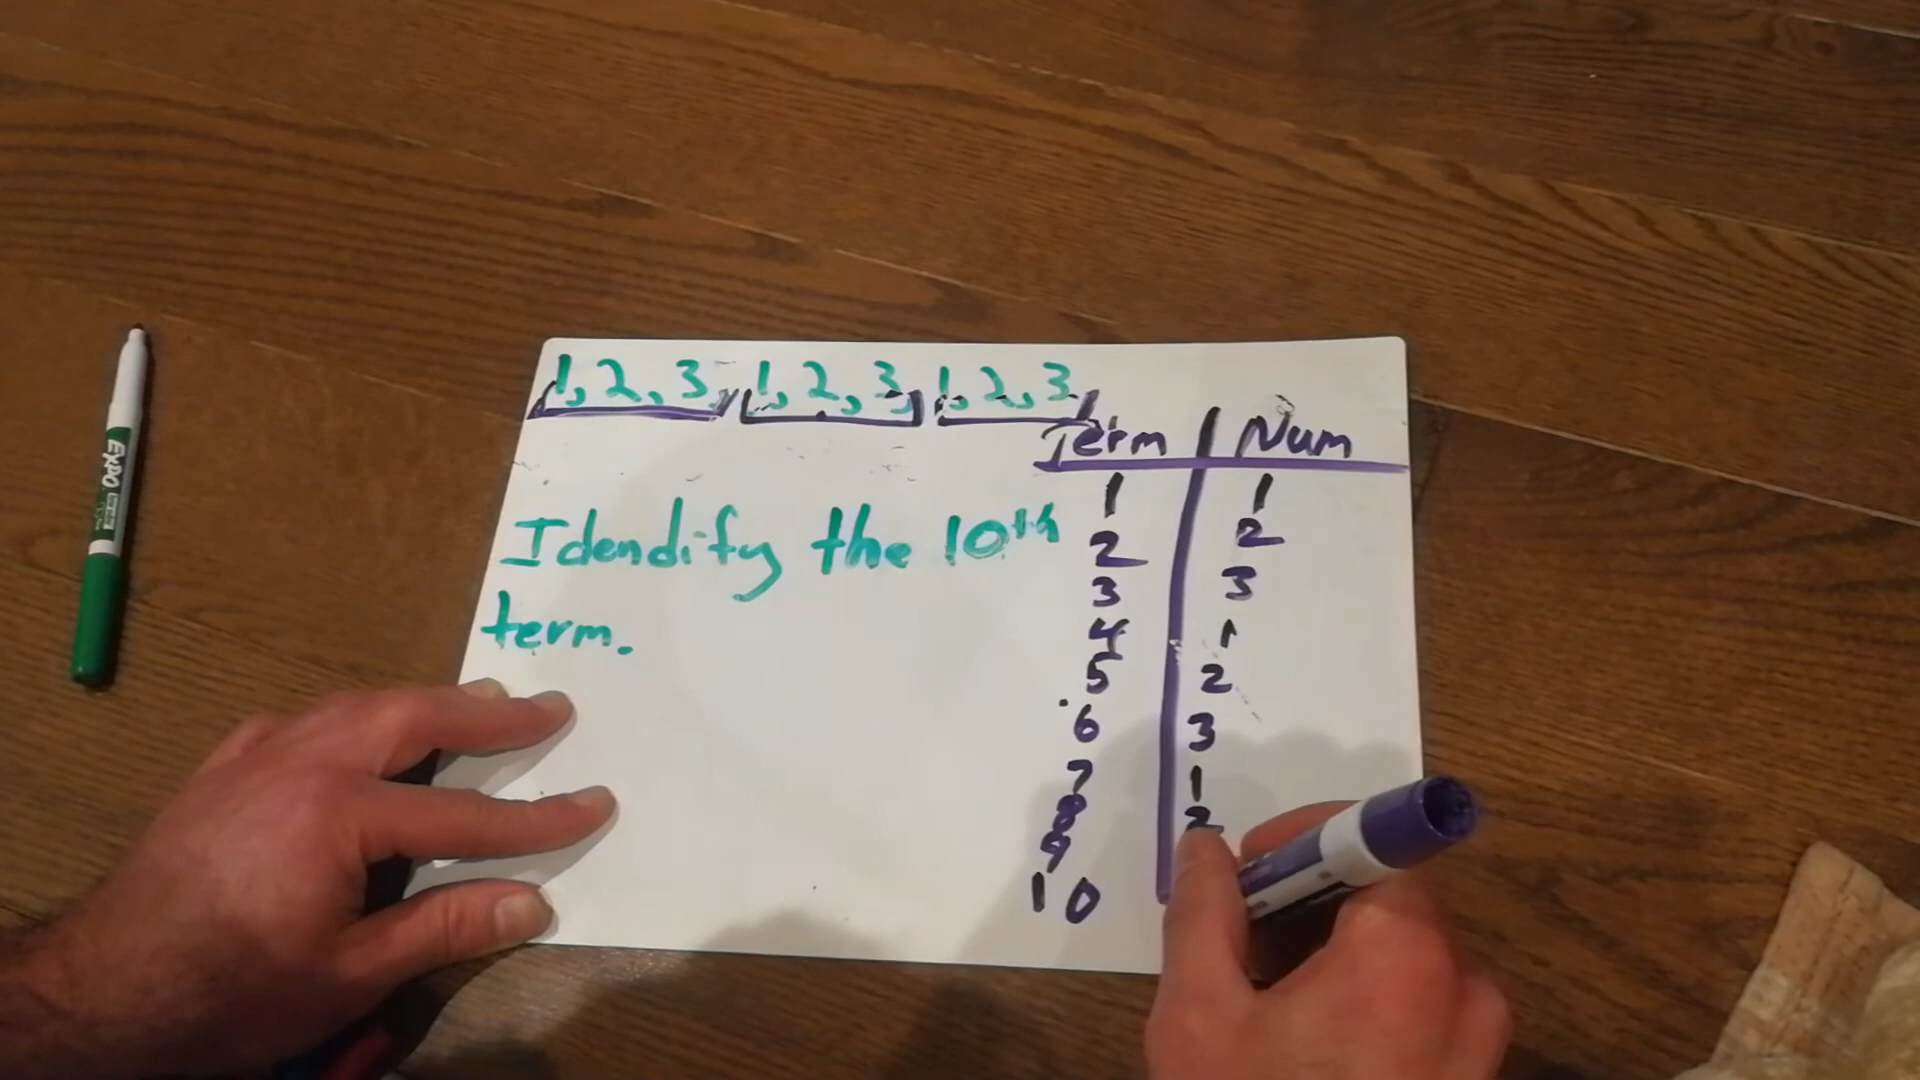 1, 2, 3, 1, 2, 3, 1, 2, 3,
Term Num
1 1
2 2
3 3
4 1
5 2
6 3
7 1
8 2
9
10
Idendify the 10th
term.
EXPO